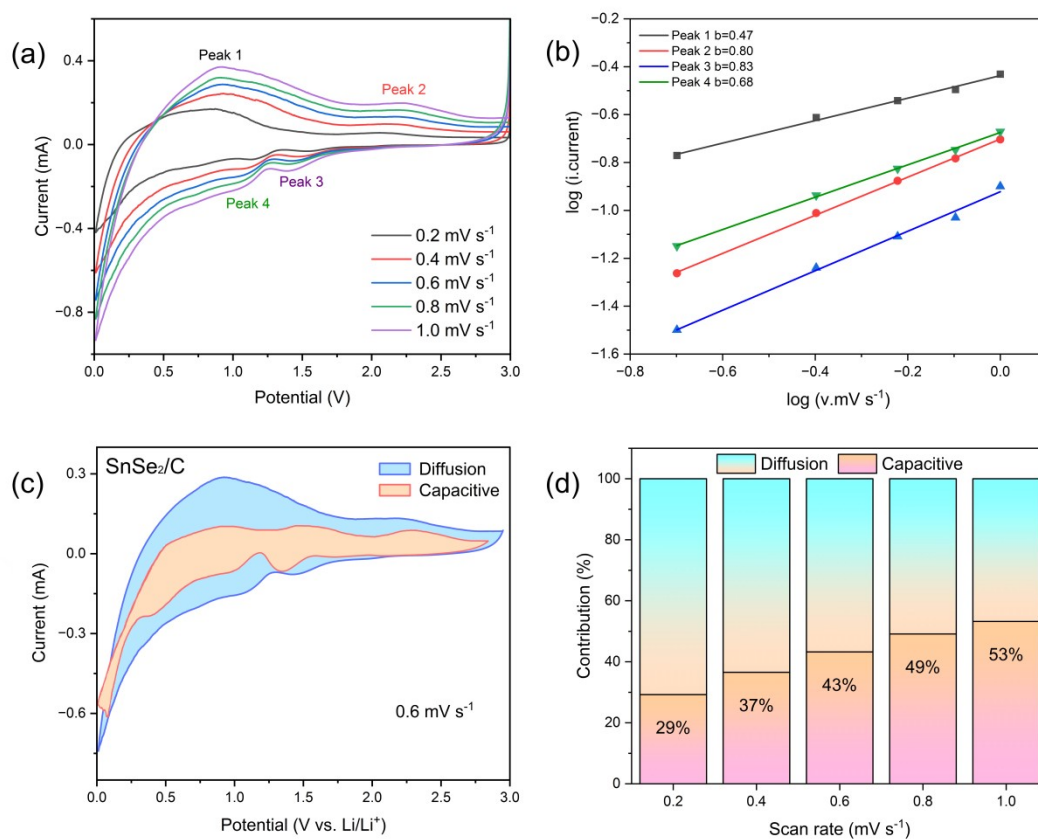 (a)
Peak 1
Peak 2
Peak 3
Peak 4
0.2 mV s⁻¹
0.4 mV s⁻¹
0.6 mV s⁻¹
0.8 mV s⁻¹
1.0 mV s⁻¹
0.4
0.0
−0.4
−0.8
Current (mA)
0.0 0.5 1.0 1.5 2.0 2.5 3.0
Potential (V)
(b)
Peak 1 b=0.47
Peak 2 b=0.80
Peak 3 b=0.83
Peak 4 b=0.68
−0.2
−0.4
−0.6
−0.8
−1.0
−1.2
−1.4
−1.6
log (i.current)
−0.8 −0.6 −0.4 −0.2 0.0
log (v.mV s⁻¹)
(c)
SnSe₂/C
Diffusion
Capacitive
0.3
0.0
−0.3
−0.6
Current (mA)
0.6 mV s⁻¹
0.0 0.5 1.0 1.5 2.0 2.5 3.0
Potential (V vs. Li/Li⁺)
(d)
Diffusion Capacitive
100
80
60
40
20
0
Contribution (%)
29%
37%
43%
49%
53%
0.2 0.4 0.6 0.8 1.0
Scan rate (mV s⁻¹)